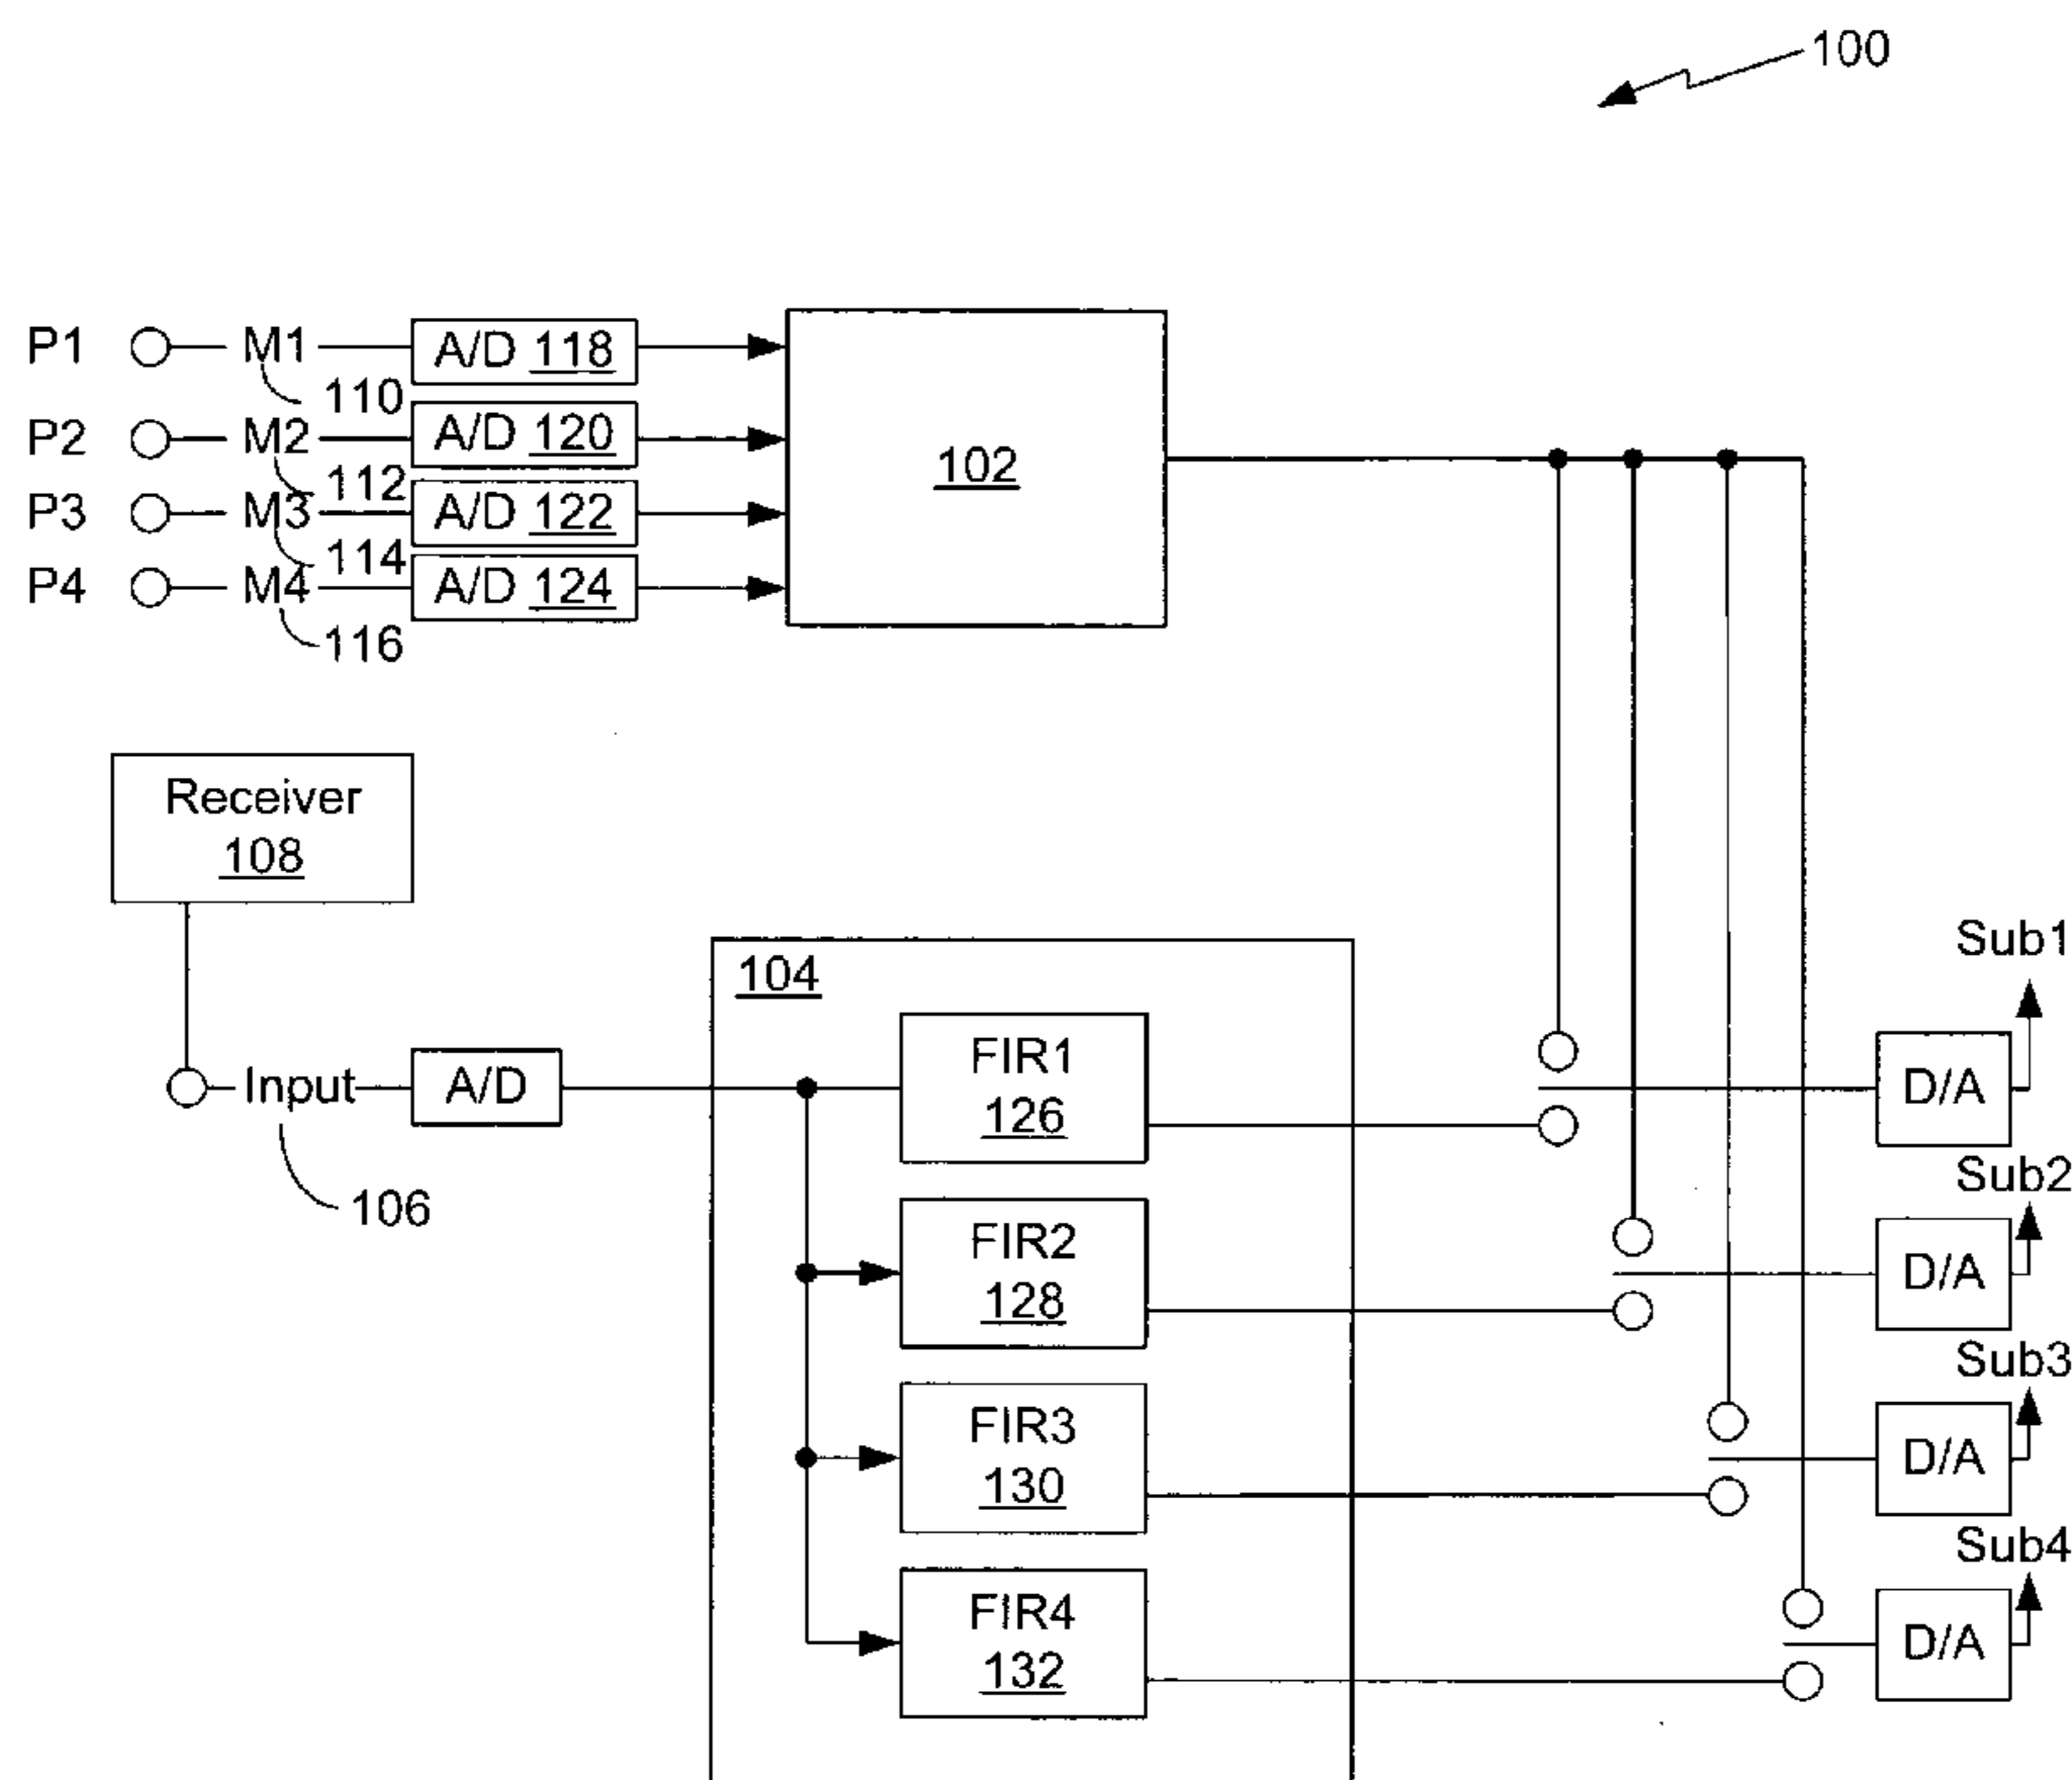 100
P1 M1 A/D 118
110
P2 M2 A/D 120
112
P3 M3 A/D 122
114
P4 M4 A/D 124
116
102
Receiver
108
Input
106
A/D
104
FIR1
126
FIR2
128
FIR3
130
FIR4
132
Sub1
D/A
Sub2
D/A
Sub3
D/A
Sub4
D/A